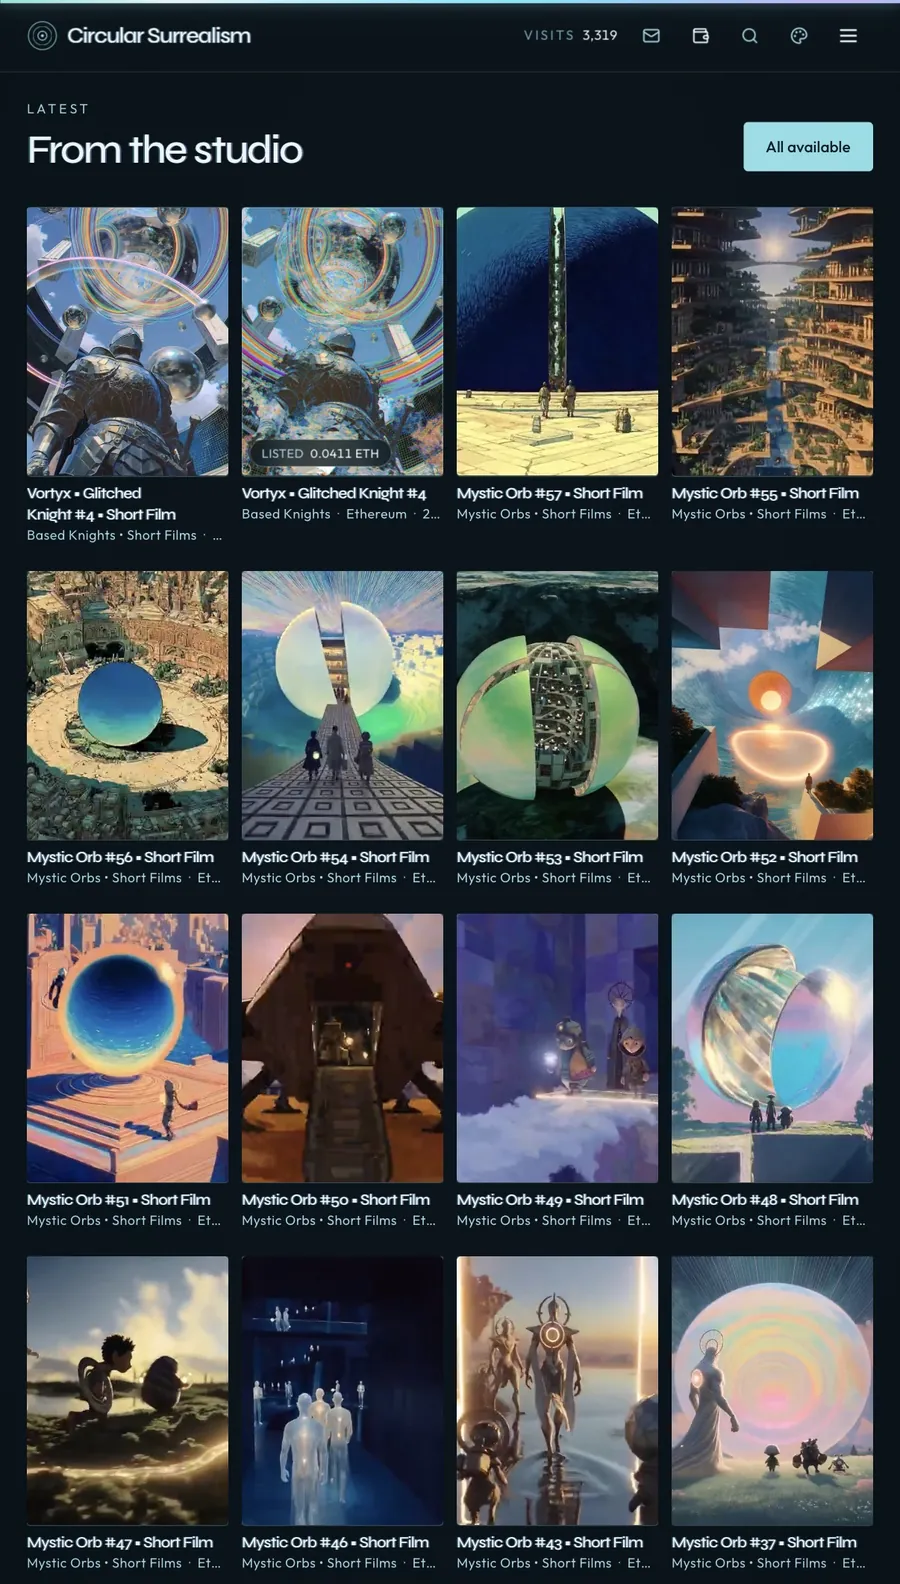 Circular Surrealism
VISITS 3,319
LATEST
From the studio
All available
LISTED 0.0411 ETH
Vortyx ▪ Glitched
Knight #4 ▪ Short Film
Based Knights • Short Films · ...
Vortyx ▪ Glitched Knight #4
Based Knights · Ethereum · 2...
Mystic Orb #57 ▪ Short Film
Mystic Orbs • Short Films · Et...
Mystic Orb #55 ▪ Short Film
Mystic Orbs • Short Films · Et...
Mystic Orb #56 ▪ Short Film
Mystic Orbs • Short Films · Et...
Mystic Orb #54 ▪ Short Film
Mystic Orbs • Short Films · Et...
Mystic Orb #53 ▪ Short Film
Mystic Orbs • Short Films · Et...
Mystic Orb #52 ▪ Short Film
Mystic Orbs • Short Films · Et...
Mystic Orb #51 ▪ Short Film
Mystic Orbs • Short Films · Et...
Mystic Orb #50 ▪ Short Film
Mystic Orbs • Short Films · Et...
Mystic Orb #49 ▪ Short Film
Mystic Orbs • Short Films · Et...
Mystic Orb #48 ▪ Short Film
Mystic Orbs • Short Films · Et...
Mystic Orb #47 ▪ Short Film
Mystic Orbs • Short Films · Et...
Mystic Orb #46 ▪ Short Film
Mystic Orbs • Short Films · Et...
Mystic Orb #43 ▪ Short Film
Mystic Orbs • Short Films · Et...
Mystic Orb #37 ▪ Short Film
Mystic Orbs • Short Films · Et...